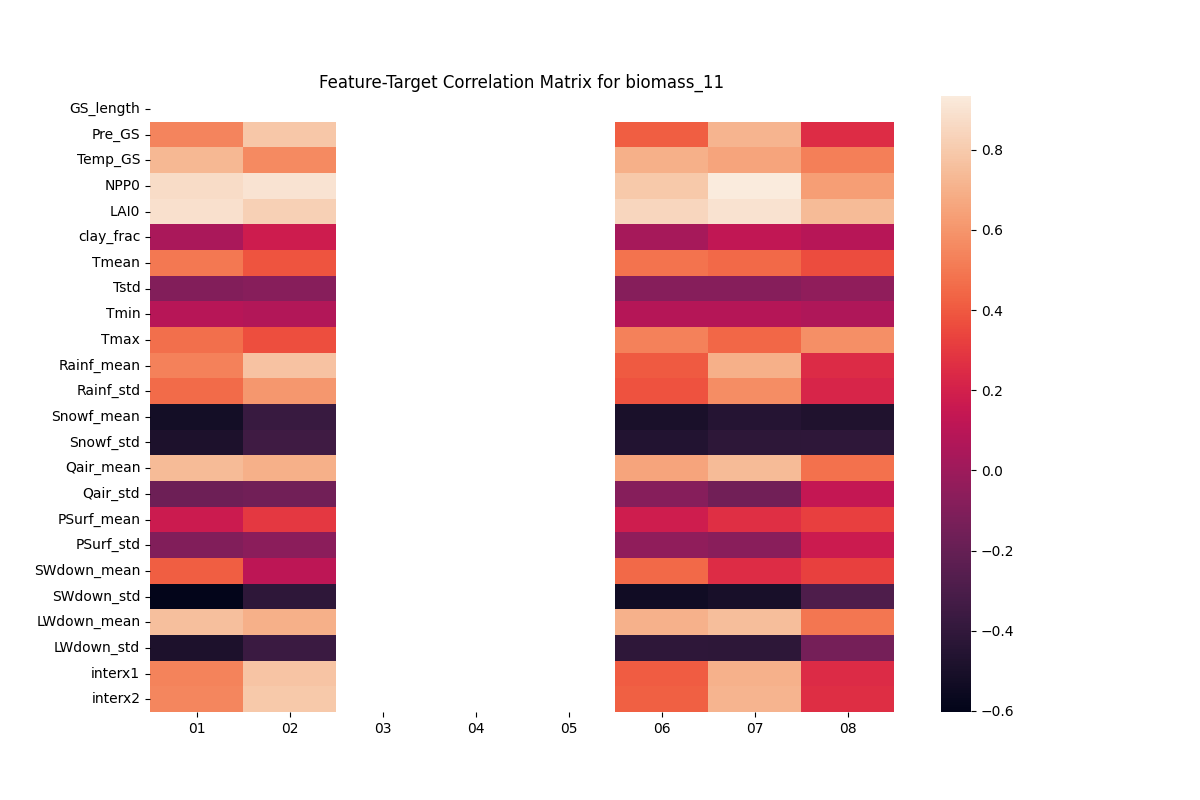 Feature-Target Correlation Matrix for biomass_11
GS_length
Pre_GS
Temp_GS
NPP0
LAI0
clay_frac
Tmean
Tstd
Tmin
Tmax
Rainf_mean
Rainf_std
Snowf_mean
Snowf_std
Qair_mean
Qair_std
PSurf_mean
PSurf_std
SWdown_mean
SWdown_std
LWdown_mean
LWdown_std
interx1
interx2
01 02 03 04 05 06 07 08
0.8
0.6
0.4
0.2
0.0
−0.2
−0.4
−0.6